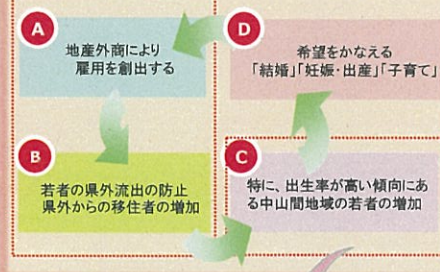 A
地産外商により
雇用を創出する
D
希望をかなえる
「結婚」「妊娠・出産」「子育て」
B
若者の県外流出の防止
県外からの移住者の増加
C
特に、出生率が高い傾向にあ
る中山間地域の若者の増加